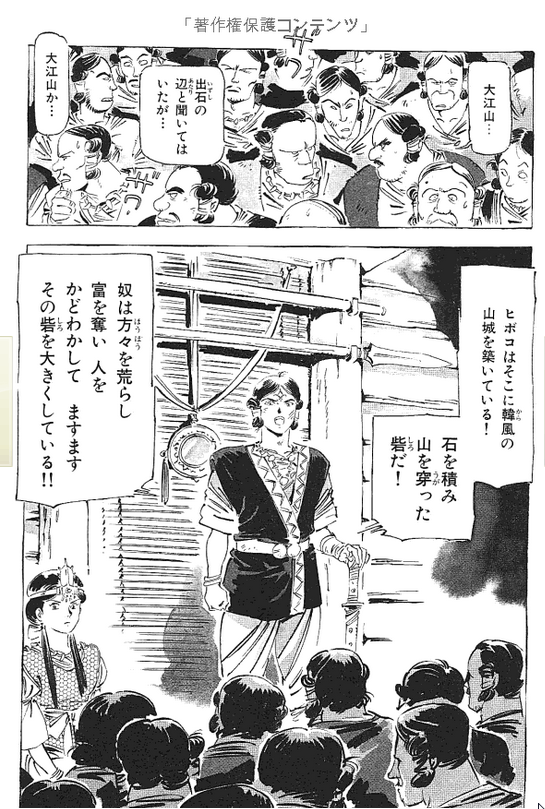 「著作権保護コンテンツ」
大江山…
出石の
辺と聞いては
いたが…
大江山か…
ヒボコはそこに韓風の
山城を築いている！
石を積み
山を穿った
砦だ！
奴は方々を荒らし
富を奪い 人を
かどわかして ますます
その砦を大きくしている!!